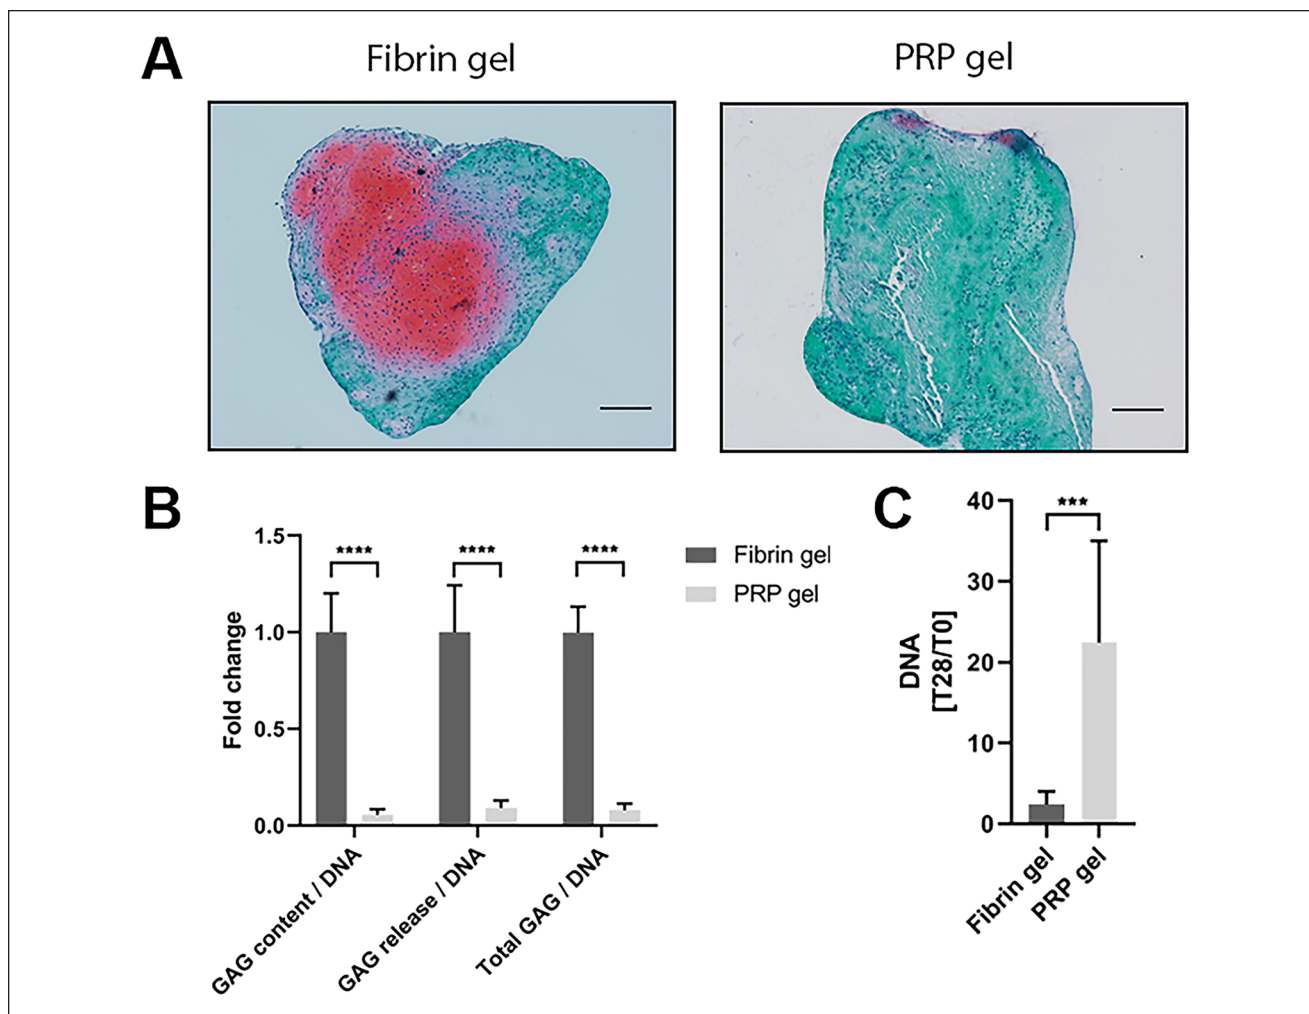 A
Fibrin gel
PRP gel
B
****
****
****
1.5
1.0
0.5
0.0
Fold change
GAG content / DNA
GAG release / DNA
Total GAG / DNA
Fibrin gel
PRP gel
C
***
40
30
20
10
0
DNA
[T28/T0]
Fibrin gel
PRP gel